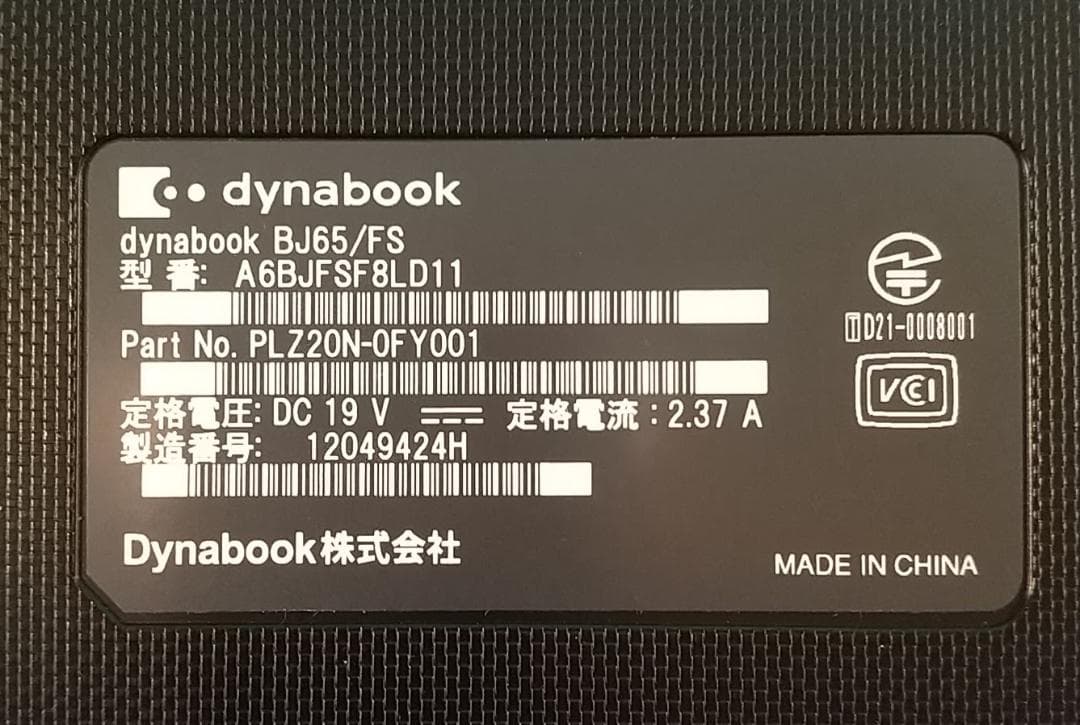 dynabook
dynabook BJ65/FS
型 番: A6BJFSF8LD11
Part No. PLZ20N-0FY001
定格電圧: DC 19 V ⎓ 定格電流 : 2.37 A
製造番号: 12049424H
Dynabook株式会社
🅃D21-0008001
VCCI
MADE IN CHINA